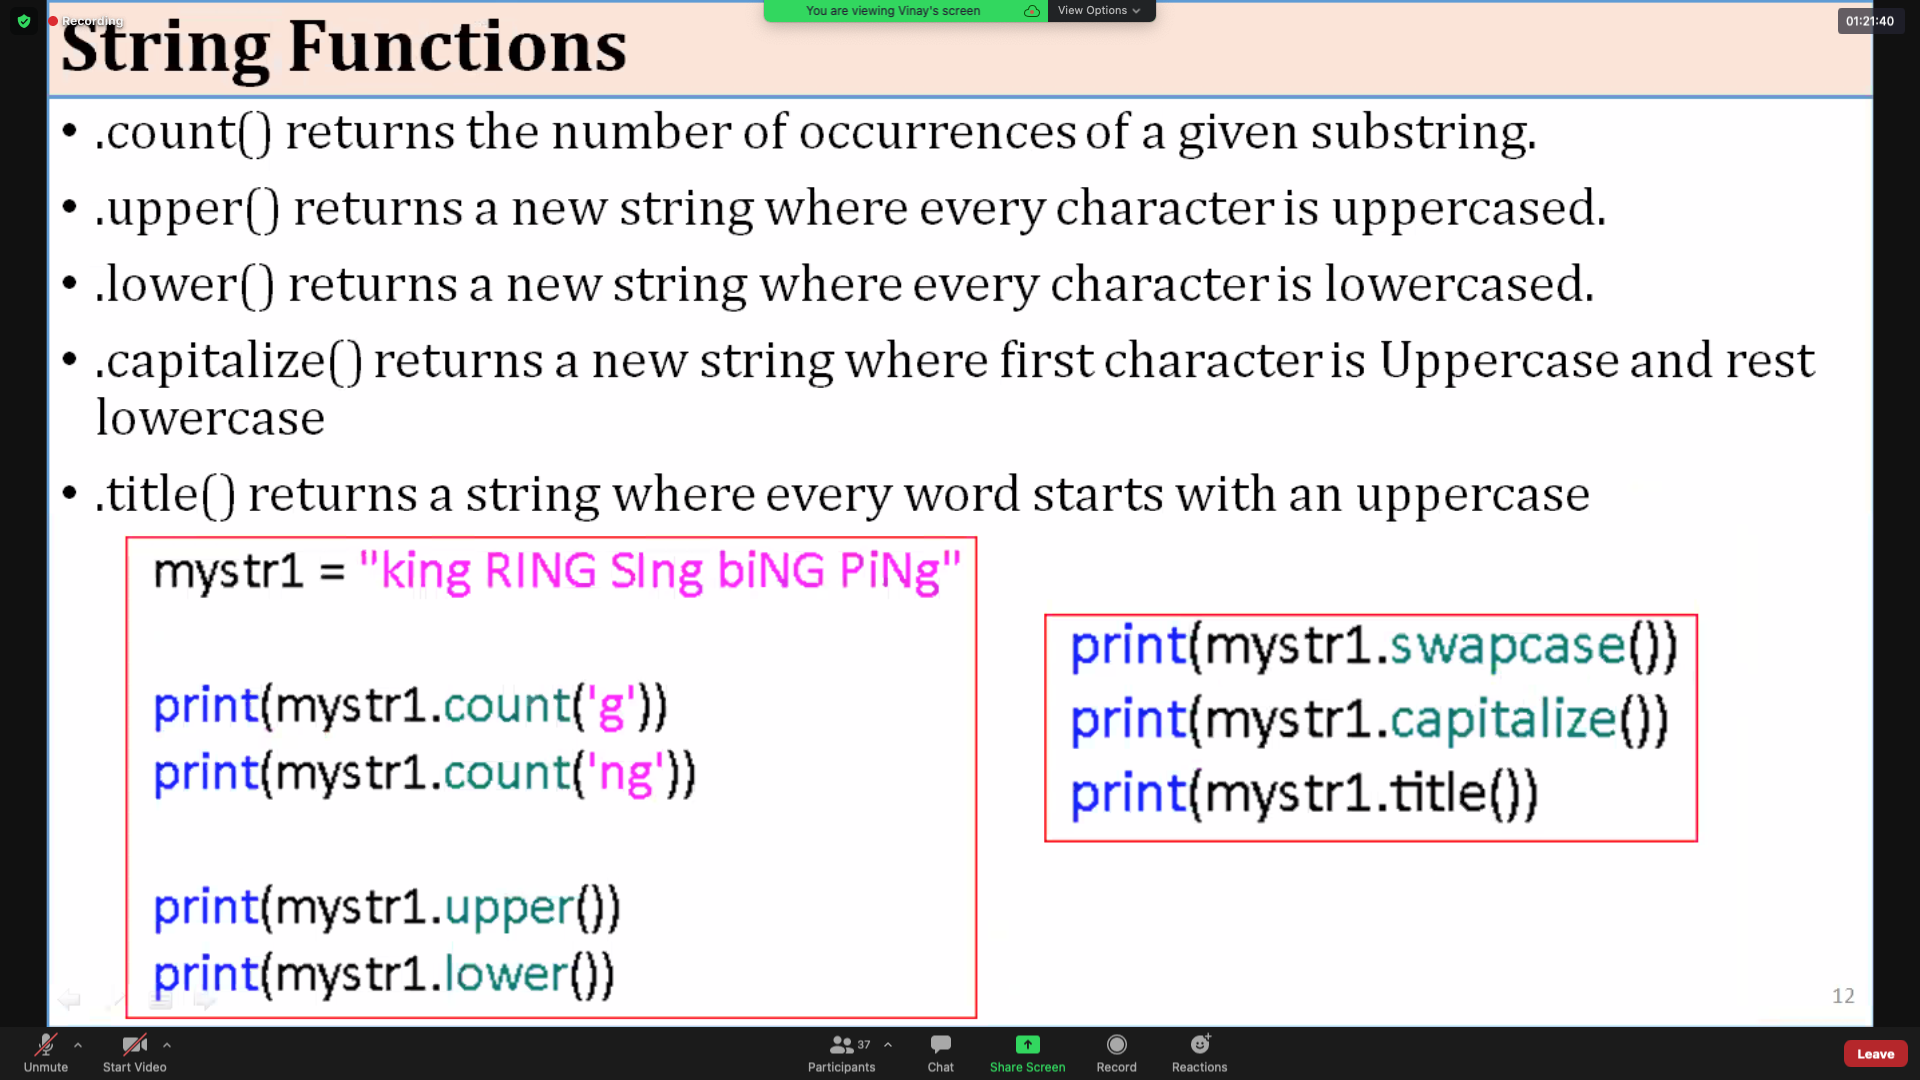 Recording
You are viewing Vinay's screen
View Options
01:21:40
String Functions
• .count() returns the number of occurrences of a given substring.
• .upper() returns a new string where every character is uppercased.
• .lower() returns a new string where every character is lowercased.
• .capitalize() returns a new string where first character is Uppercase and rest
lowercase
• .title() returns a string where every word starts with an uppercase
mystr1 = "king RING SIng biNG PiNg"
print(mystr1.count('g'))
print(mystr1.count('ng'))
print(mystr1.upper())
print(mystr1.lower())
print(mystr1.swapcase())
print(mystr1.capitalize())
print(mystr1.title())
12
Unmute
Start Video
37
Participants
Chat
Share Screen
Record
Reactions
Leave